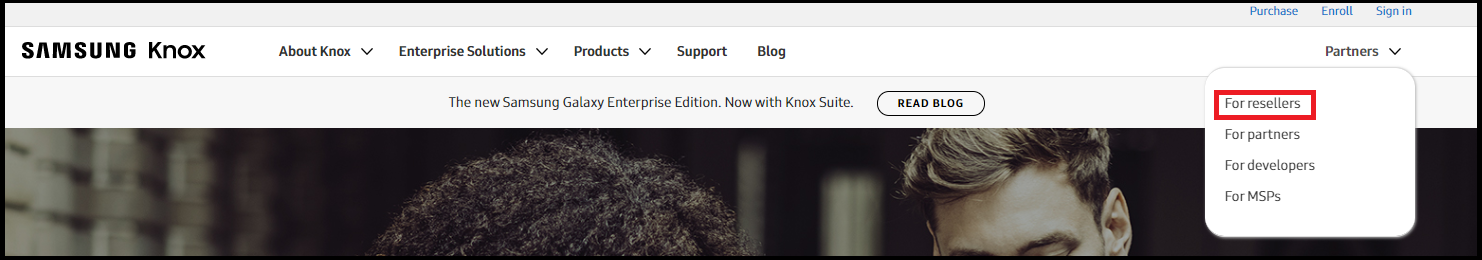 Purchase Enroll Sign in
SAMSUNG Knox About Knox Enterprise Solutions Products Support Blog Partners
The new Samsung Galaxy Enterprise Edition. Now with Knox Suite. READ BLOG
For resellers
For partners
For developers
For MSPs